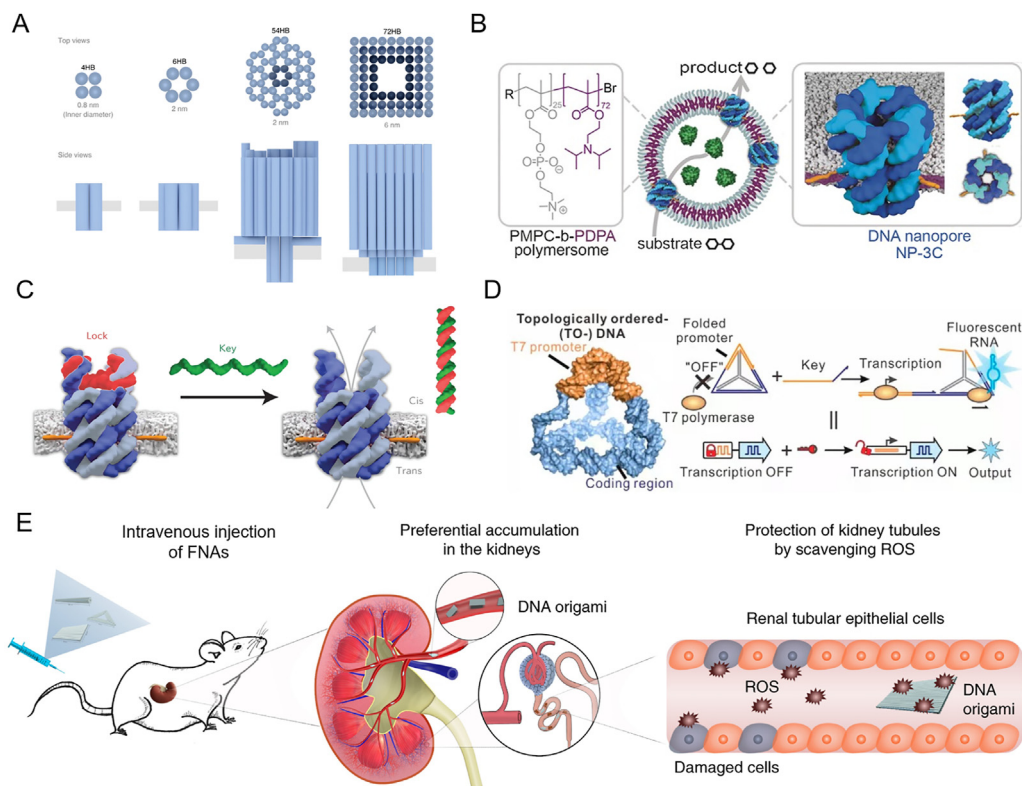 A
Top views
4HB
0.8 nm
(Inner diameter)
6HB
2 nm
54HB
2 nm
72HB
6 nm
Side views
B
R
Br
25
72
O
O
O
O
O
P
O
O⊖
O
N
N
⊕
PMPC-b-PDPA
polymersome
product
substrate
DNA nanopore
NP-3C
C
Lock
Key
Cis
Trans
D
Topologically ordered-
(TO-) DNA
T7 promoter
Coding region
Folded
promoter
"OFF"
T7 polymerase
+
Key
Transcription
Fluorescent
RNA
Transcription OFF
+
Transcription ON
Output
E
Intravenous injection
of FNAs
Preferential accumulation
in the kidneys
DNA origami
Protection of kidney tubules
by scavenging ROS
Renal tubular epithelial cells
ROS
DNA
origami
Damaged cells